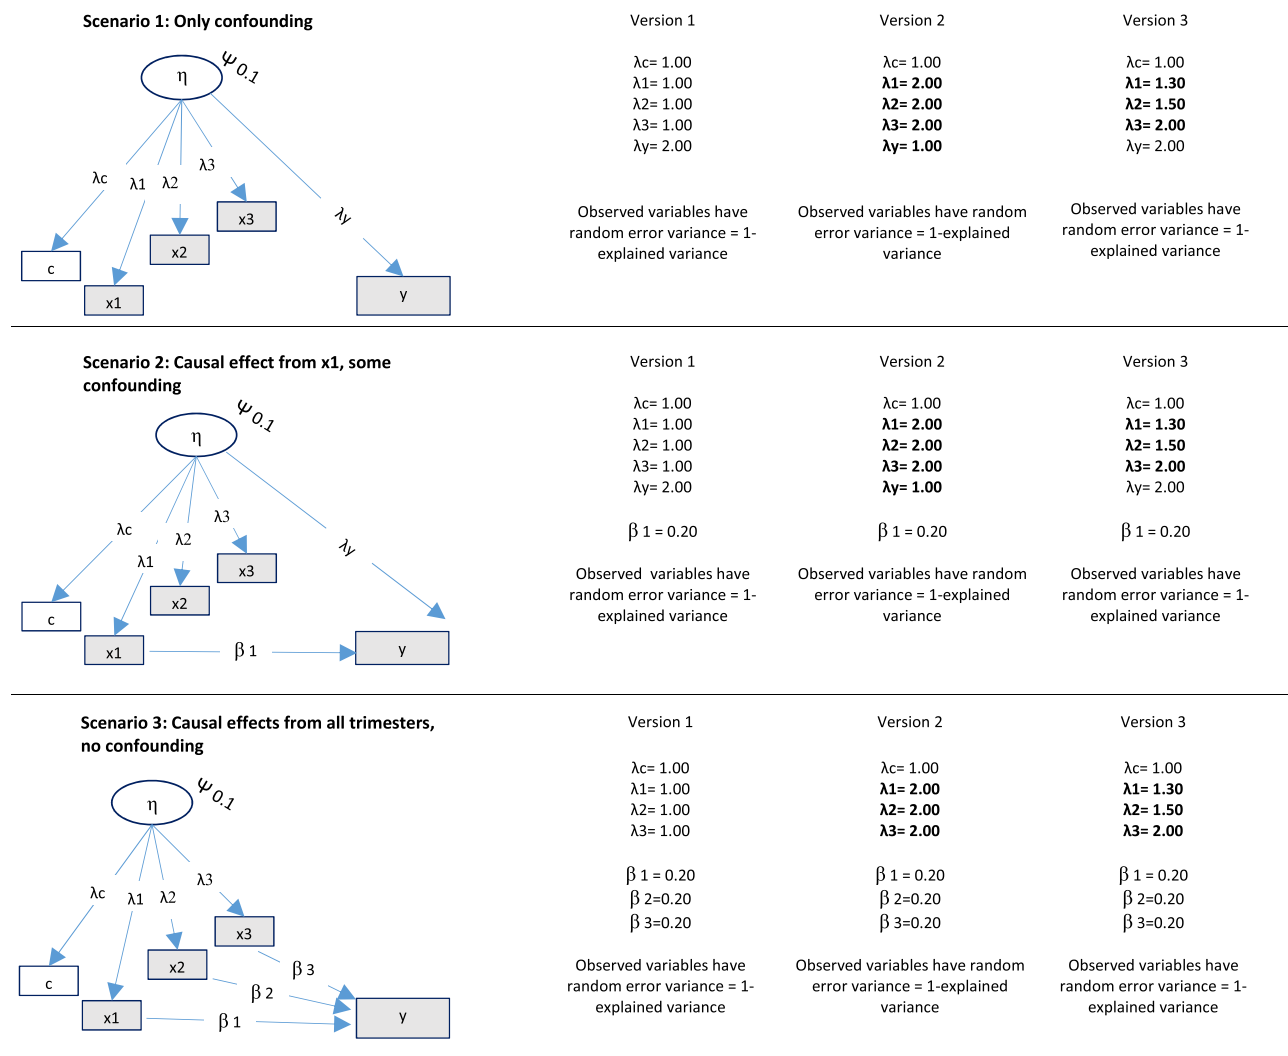 Scenario 1: Only confounding
Version 1
Version 2
Version 3
η
Ψ 0.1
λc
λ1
λ2
λ3
λy
c
x1
x2
x3
y
λc= 1.00
λ1= 1.00
λ2= 1.00
λ3= 1.00
λy= 2.00
Observed variables have
random error variance = 1-
explained variance
λc= 1.00
λ1= 2.00
λ2= 2.00
λ3= 2.00
λy= 1.00
Observed variables have random
error variance = 1-explained
variance
λc= 1.00
λ1= 1.30
λ2= 1.50
λ3= 2.00
λy= 2.00
Observed variables have
random error variance = 1-
explained variance
Scenario 2: Causal effect from x1, some
confounding
Version 1
Version 2
Version 3
η
Ψ 0.1
λc
λ1
λ2
λ3
λy
c
x1
x2
x3
β 1
y
λc= 1.00
λ1= 1.00
λ2= 1.00
λ3= 1.00
λy= 2.00
β 1 = 0.20
Observed variables have
random error variance = 1-
explained variance
λc= 1.00
λ1= 2.00
λ2= 2.00
λ3= 2.00
λy= 1.00
β 1 = 0.20
Observed variables have random
error variance = 1-explained
variance
λc= 1.00
λ1= 1.30
λ2= 1.50
λ3= 2.00
λy= 2.00
β 1 = 0.20
Observed variables have
random error variance = 1-
explained variance
Scenario 3: Causal effects from all trimesters,
no confounding
Version 1
Version 2
Version 3
η
Ψ 0.1
λc
λ1
λ2
λ3
c
x1
x2
x3
β 3
β 2
β 1
y
λc= 1.00
λ1= 1.00
λ2= 1.00
λ3= 1.00
β 1 = 0.20
β 2=0.20
β 3=0.20
Observed variables have
random error variance = 1-
explained variance
λc= 1.00
λ1= 2.00
λ2= 2.00
λ3= 2.00
β 1 = 0.20
β 2=0.20
β 3=0.20
Observed variables have random
error variance = 1-explained
variance
λc= 1.00
λ1= 1.30
λ2= 1.50
λ3= 2.00
β 1 = 0.20
β 2=0.20
β 3=0.20
Observed variables have
random error variance = 1-
explained variance